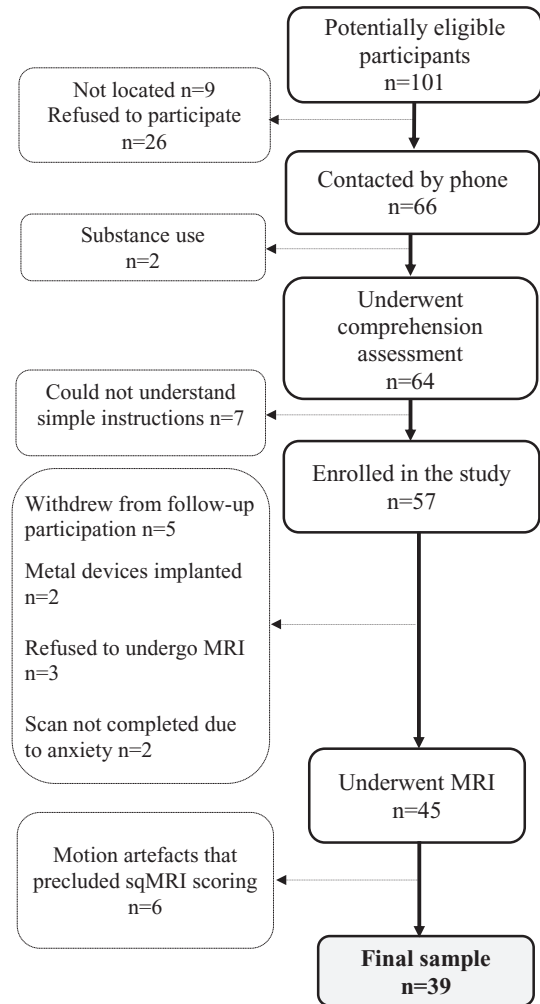 Potentially eligible
participants
n=101
Not located n=9
Refused to participate
n=26
Contacted by phone
n=66
Substance use
n=2
Underwent
comprehension
assessment
n=64
Could not understand
simple instructions n=7
Enrolled in the study
n=57
Withdrew from follow-up
participation n=5
Metal devices implanted
n=2
Refused to undergo MRI
n=3
Scan not completed due
to anxiety n=2
Underwent MRI
n=45
Motion artefacts that
precluded sqMRI scoring
n=6
Final sample
n=39